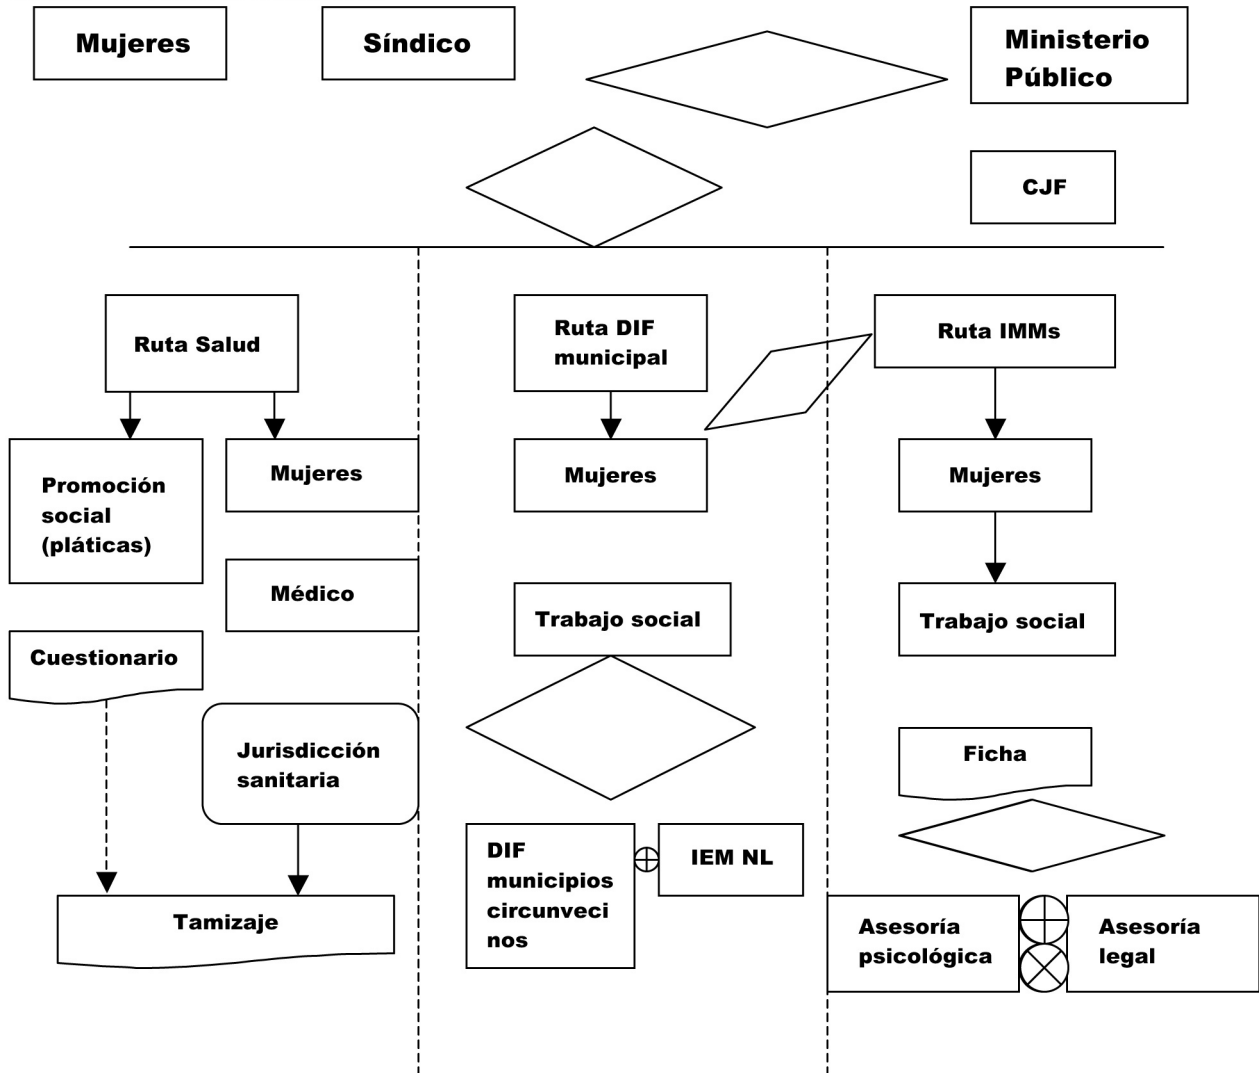 Mujeres
Síndico
Ministerio
Público
CJF
Ruta Salud
Ruta DIF
municipal
Ruta IMMs
Promoción
social
(pláticas)
Mujeres
Mujeres
Mujeres
Médico
Trabajo social
Trabajo social
Cuestionario
Jurisdicción
sanitaria
Ficha
DIF
municipios
circunveci
nos
IEM NL
Tamizaje
Asesoría
psicológica
Asesoría
legal